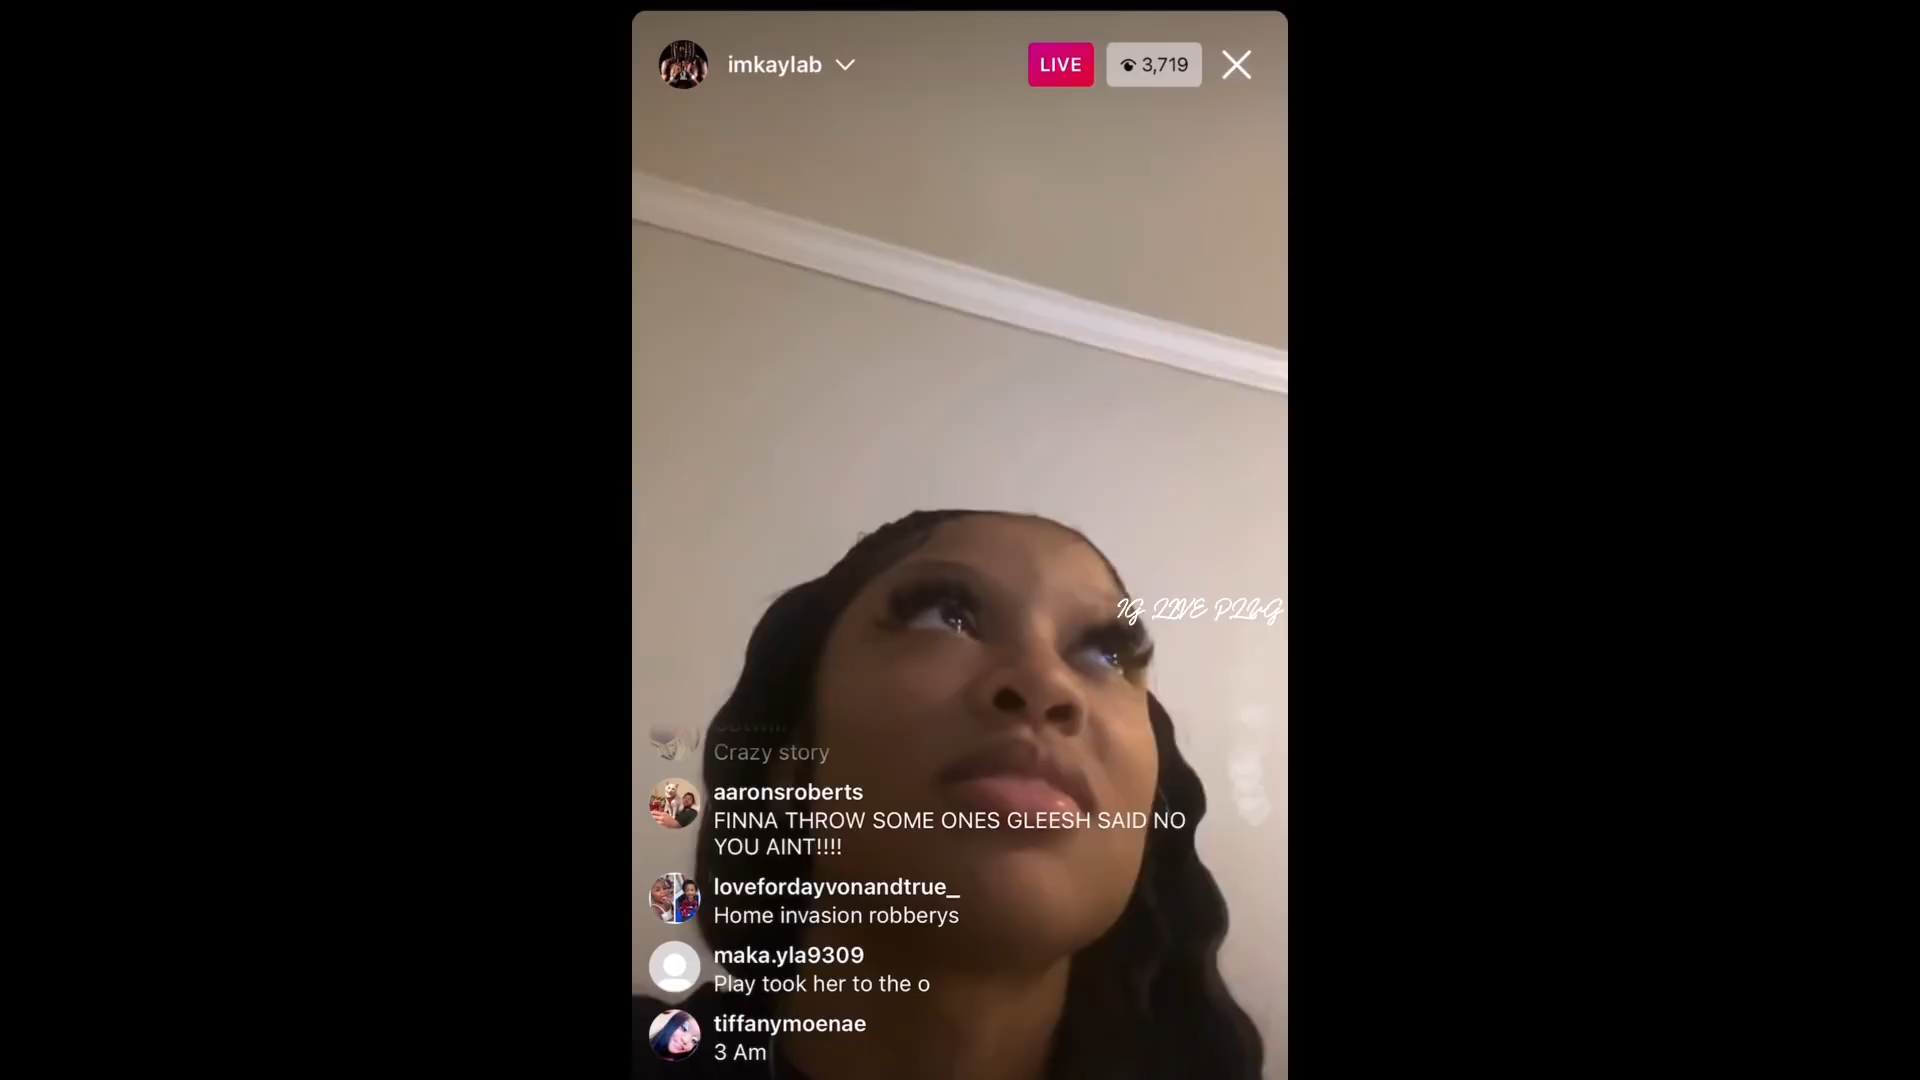 imkaylab
LIVE
3,719
IG LIVE PLUG
Crazy story
aaronsroberts
FINNA THROW SOME ONES GLEESH SAID NO
YOU AINT!!!!
lovefordayvonandtrue_
Home invasion robberys
maka.yla9309
Play took her to the o
tiffanymoenae
3 Am